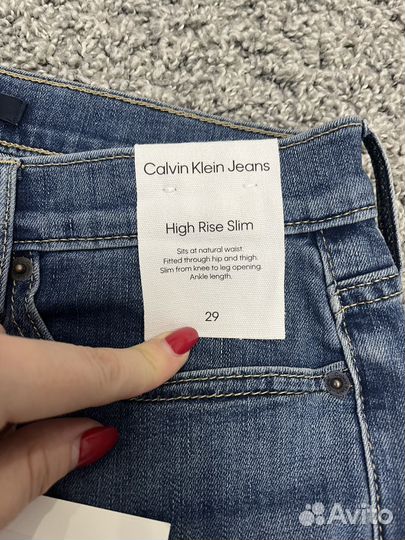 Calvin Klein Jeans
High Rise Slim
Sits at natural waist.
Fitted through hip and thigh.
Slim from knee to leg opening.
Ankle length.
29
Avito